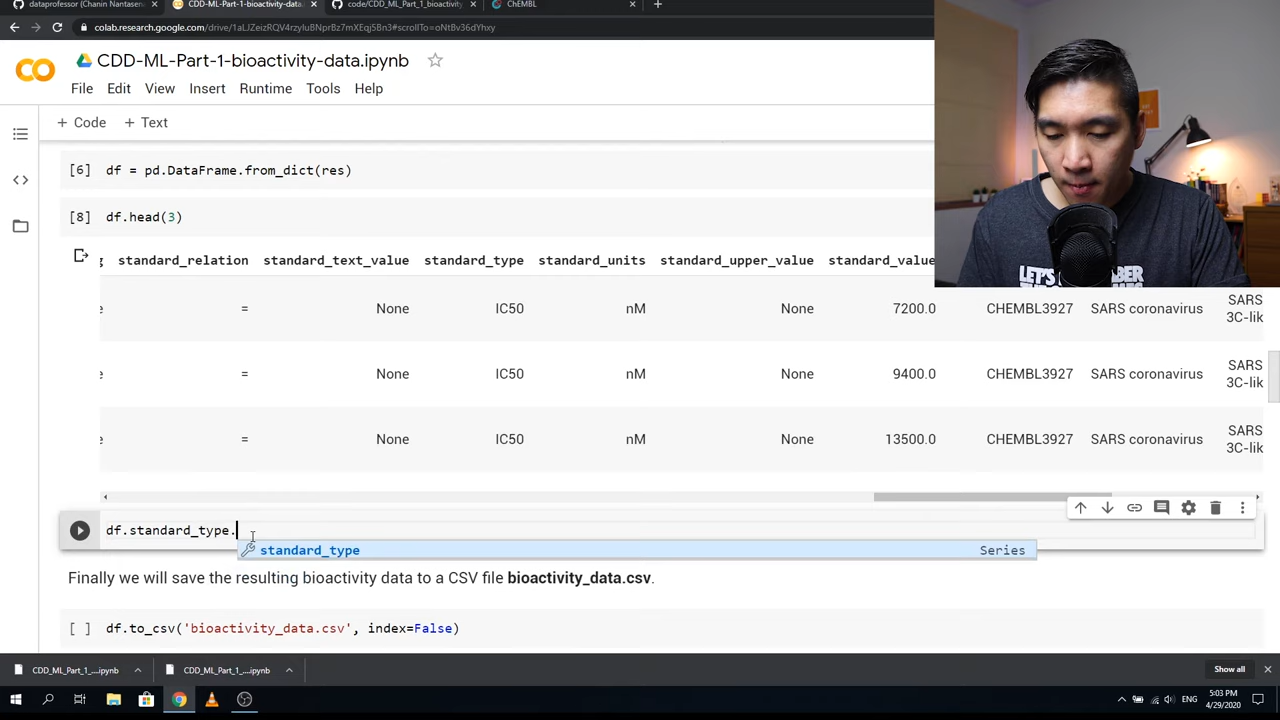 dataprofessor (Chanin Nantasen
CDD-ML-Part-1-bioactivity-data.
code/CDD_ML_Part_1_bioactivity
ChEMBL
colab.research.google.com/drive/1aLJZeizRQV4rzyluBNprBz7mXEqj5Bn3#scrollTo=oNtBv36dYhxy
CO
CDD-ML-Part-1-bioactivity-data.ipynb
File Edit View Insert Runtime Tools Help
+ Code + Text
[6] df = pd.DataFrame.from_dict(res)
[8] df.head(3)
g standard_relation standard_text_value standard_type standard_units standard_upper_value standard_value
e = None IC50 nM None 7200.0 CHEMBL3927 SARS coronavirus SARS 3C-lik
e = None IC50 nM None 9400.0 CHEMBL3927 SARS coronavirus SARS 3C-lik
e = None IC50 nM None 13500.0 CHEMBL3927 SARS coronavirus SARS 3C-lik
df.standard_type.
standard_type Series
Finally we will save the resulting bioactivity data to a CSV file bioactivity_data.csv.
[ ] df.to_csv('bioactivity_data.csv', index=False)
CDD_ML_Part_1_....ipynb
CDD_ML_Part_1_....ipynb
Show all
ENG
5:03 PM
4/29/2020